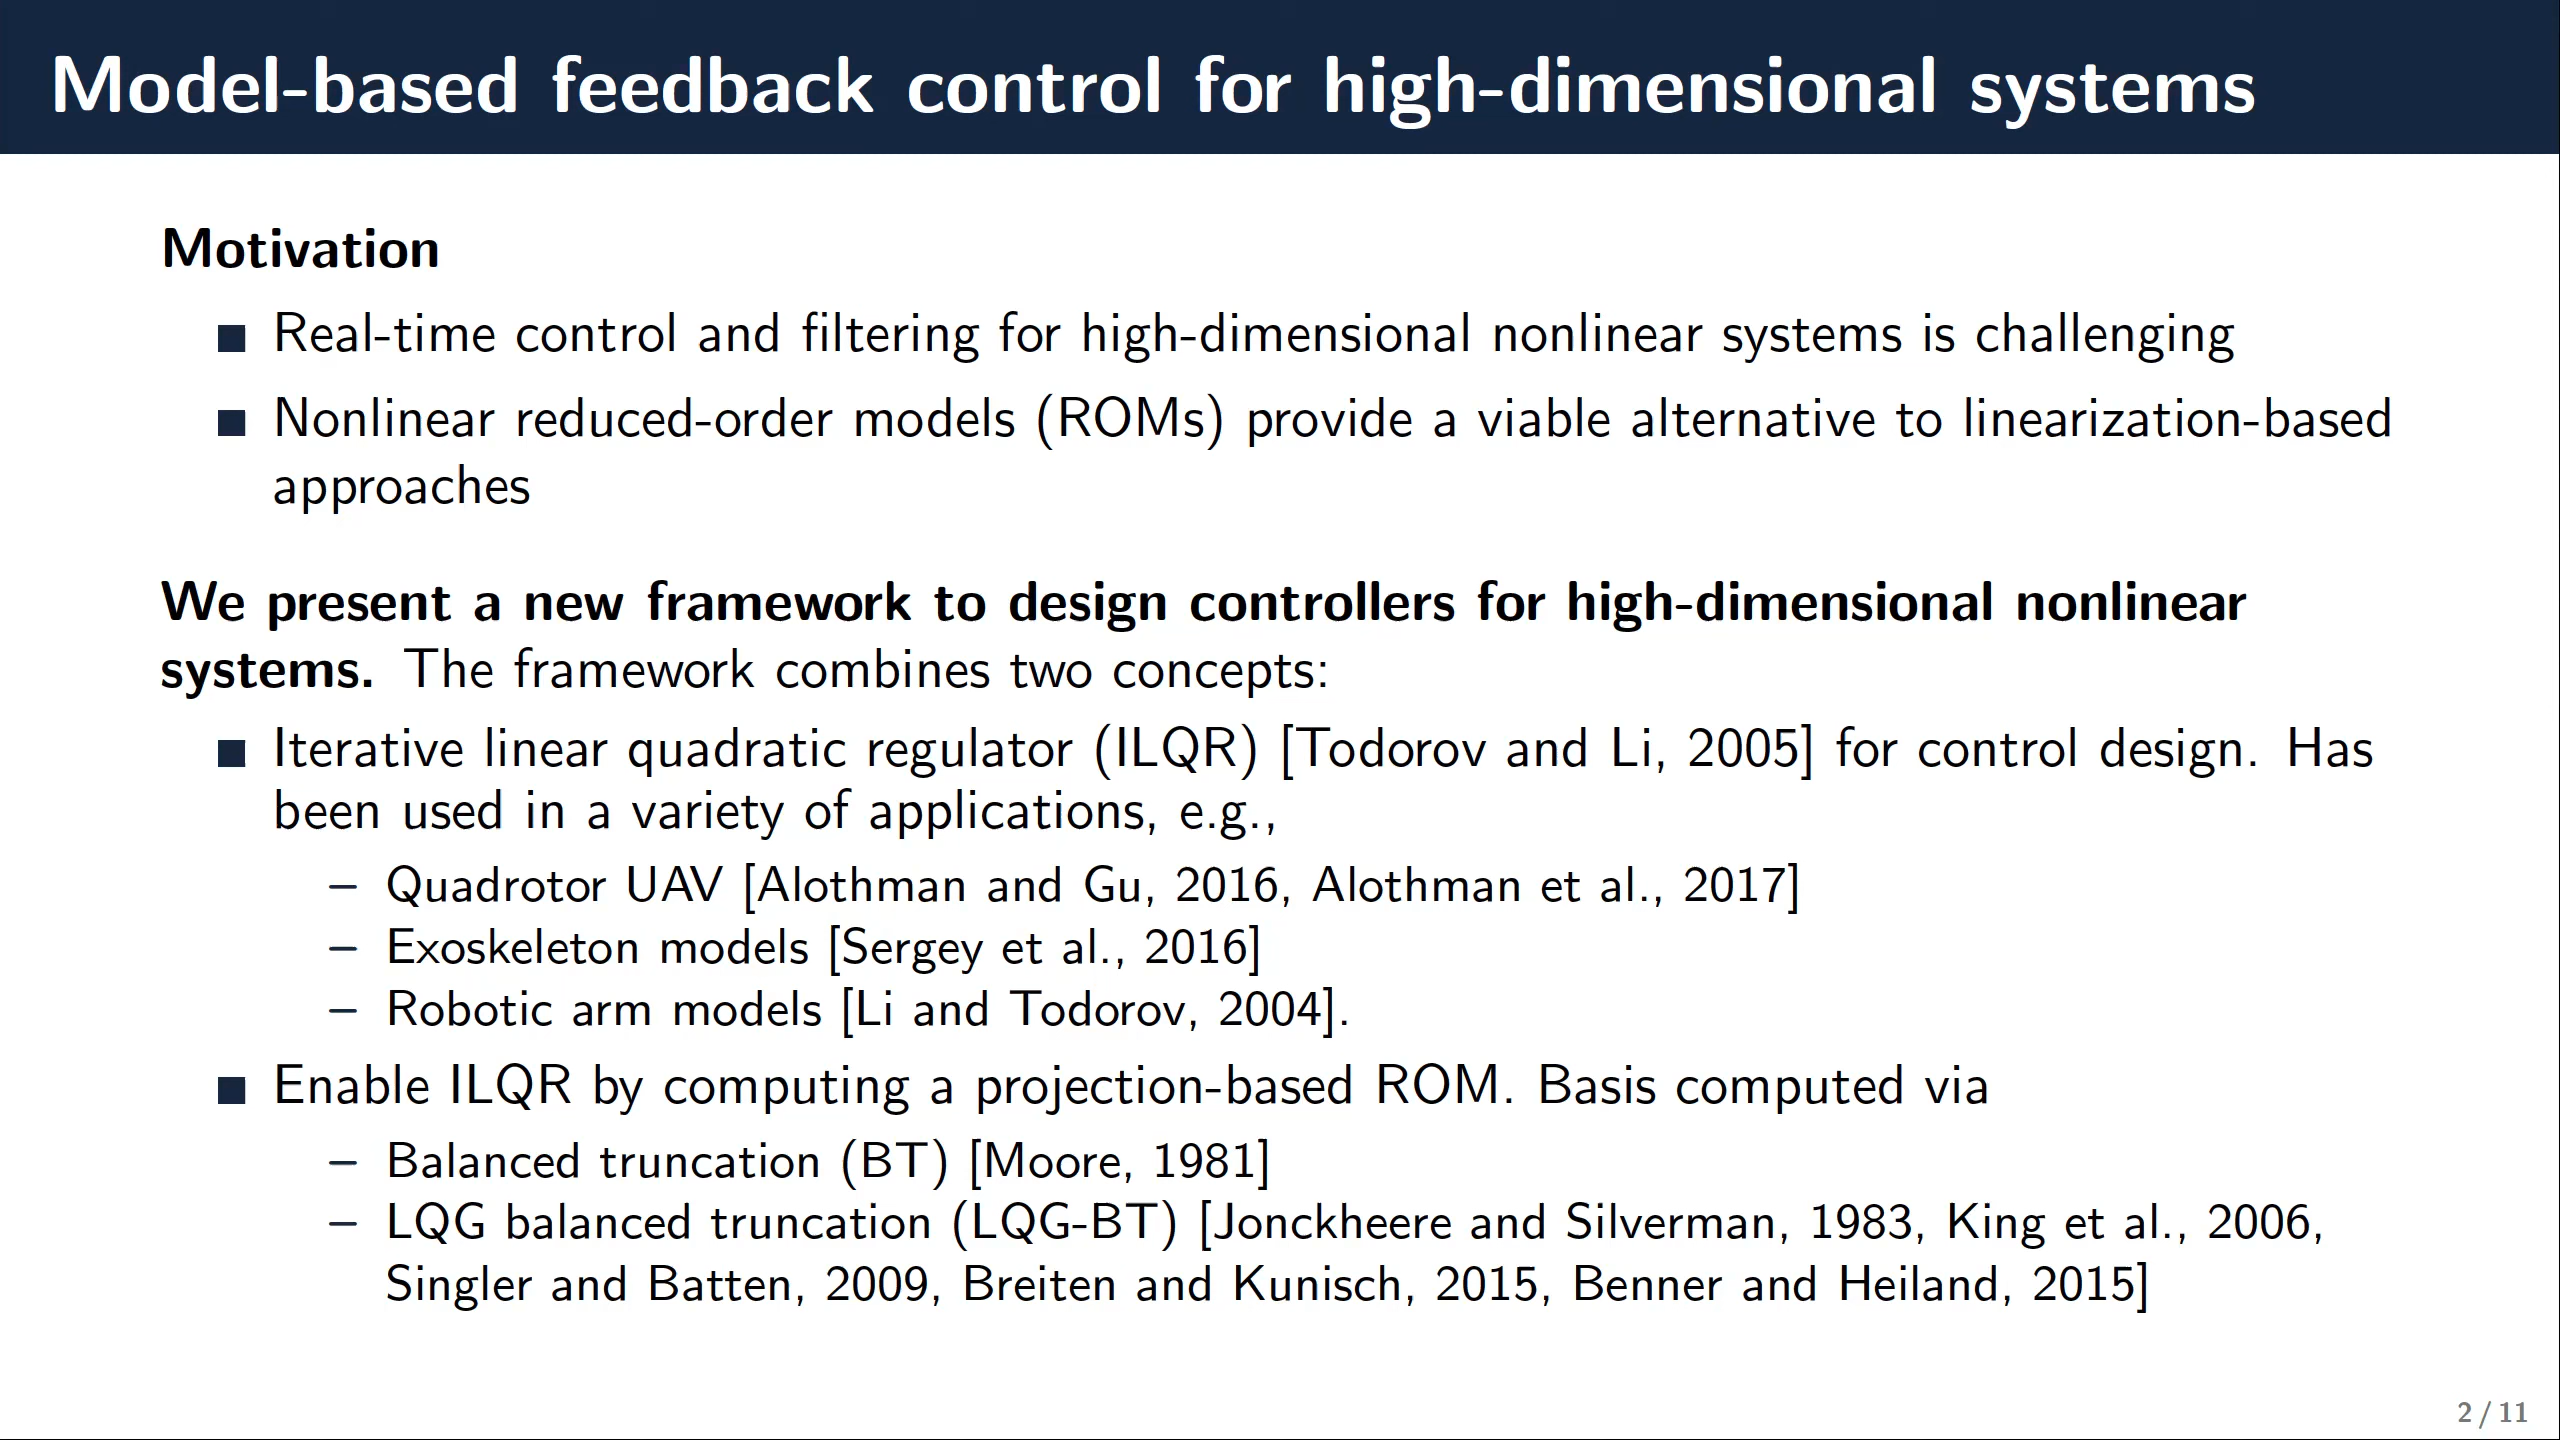 Model-based feedback control for high-dimensional systems
Motivation
Real-time control and filtering for high-dimensional nonlinear systems is challenging
Nonlinear reduced-order models (ROMs) provide a viable alternative to linearization-based
approaches
We present a new framework to design controllers for high-dimensional nonlinear
systems. The framework combines two concepts:
Iterative linear quadratic regulator (ILQR) [Todorov and Li, 2005] for control design. Has
been used in a variety of applications, e.g.,
– Quadrotor UAV [Alothman and Gu, 2016, Alothman et al., 2017]
– Exoskeleton models [Sergey et al., 2016]
– Robotic arm models [Li and Todorov, 2004].
Enable ILQR by computing a projection-based ROM. Basis computed via
– Balanced truncation (BT) [Moore, 1981]
– LQG balanced truncation (LQG-BT) [Jonckheere and Silverman, 1983, King et al., 2006,
Singler and Batten, 2009, Breiten and Kunisch, 2015, Benner and Heiland, 2015]
2 / 11